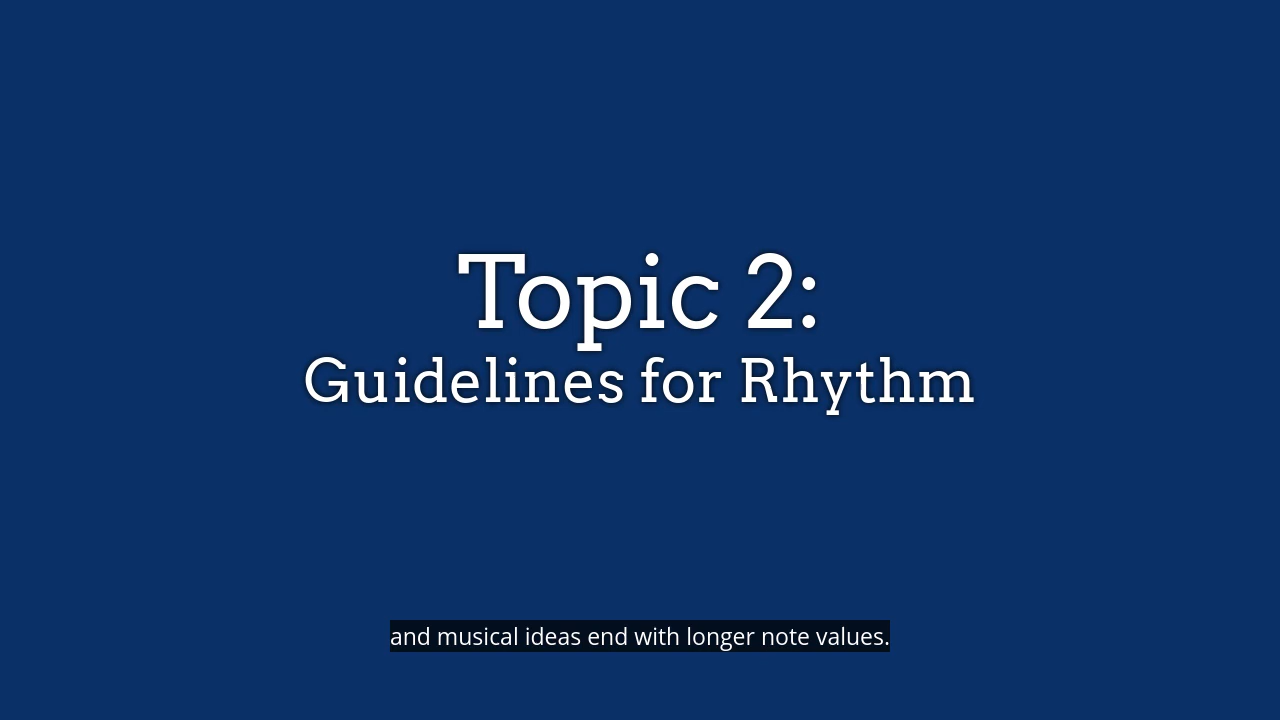 Topic 2:
Guidelines for Rhythm
and musical ideas end with longer note values.